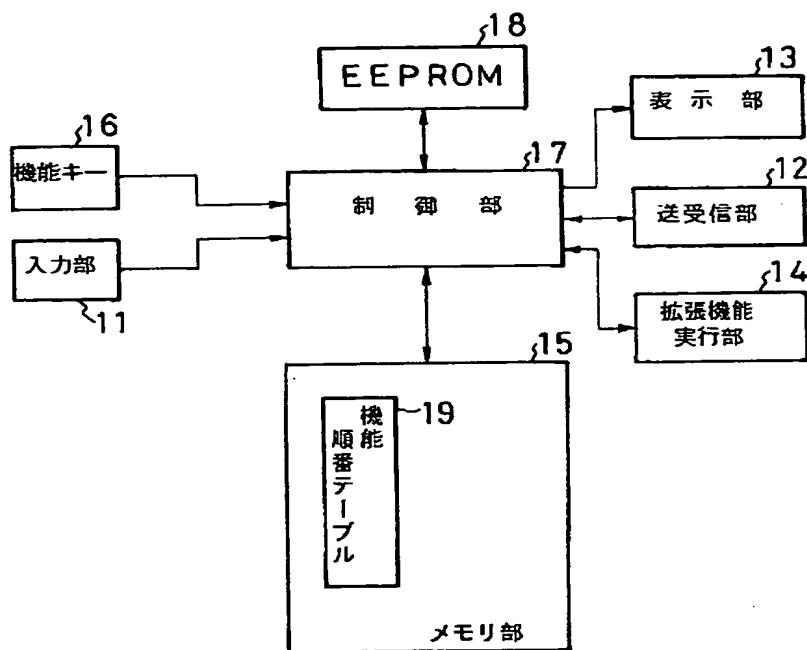 18
EEPROM
13
表示部
16
機能キー
17
制御部
12
送受信部
入力部
11
14
拡張機能
実行部
15
19
機能
順番テーブル
メモリ部